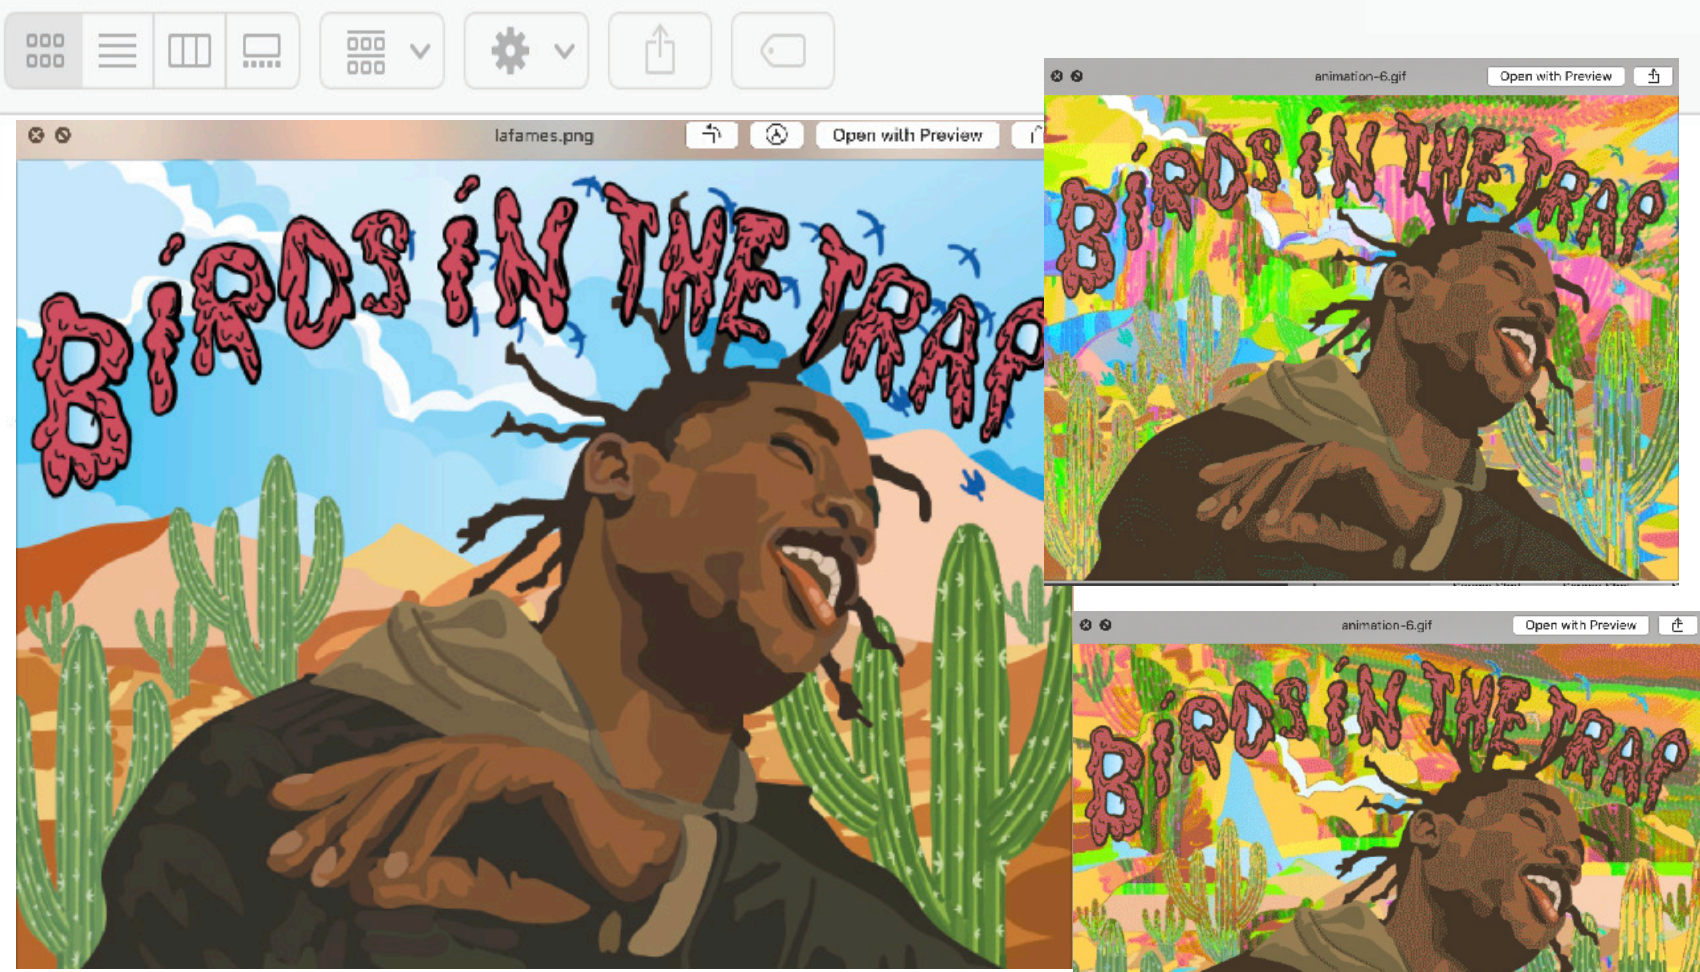 lafames.png
Open with Preview
BIRDS IN THE TRAP
animation-6.gif
Open with Preview
BIRDS IN THE TRAP
animation-6.gif
Open with Preview
BIRDS IN THE TRAP